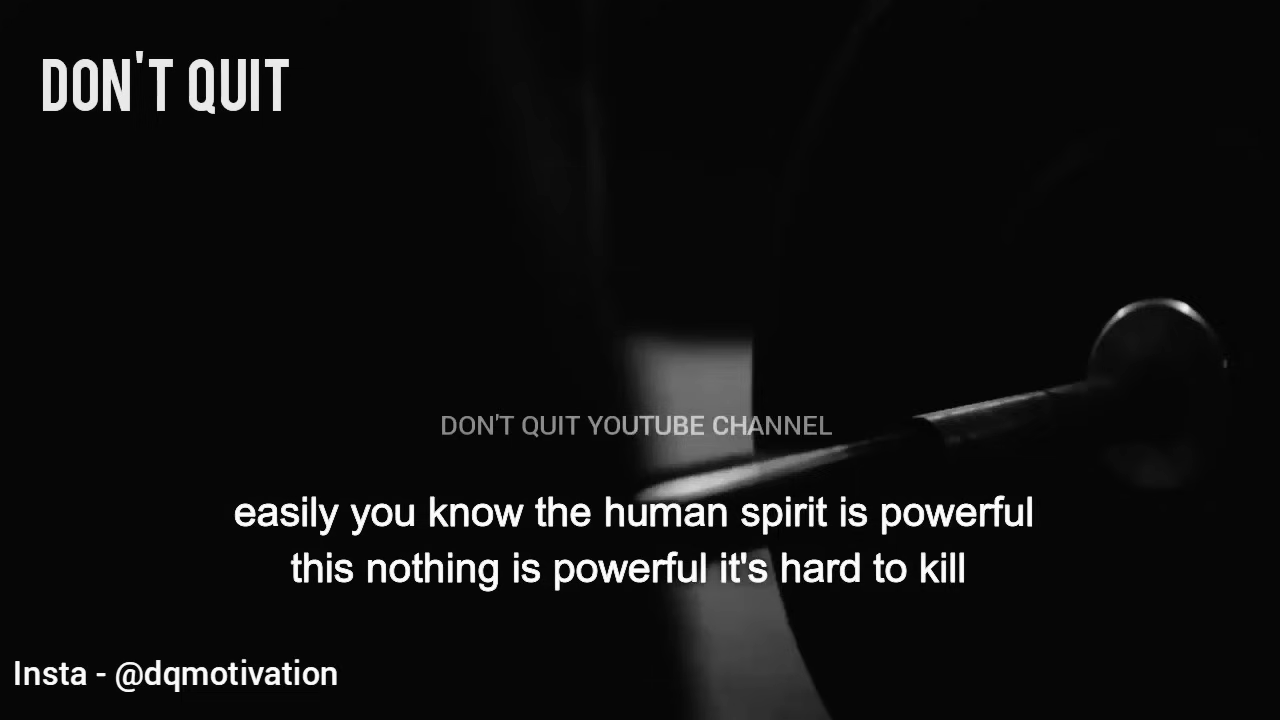 DON'T QUIT
DON'T QUIT YOUTUBE CHANNEL
easily you know the human spirit is powerful
this nothing is powerful it's hard to kill
Insta - @dqmotivation